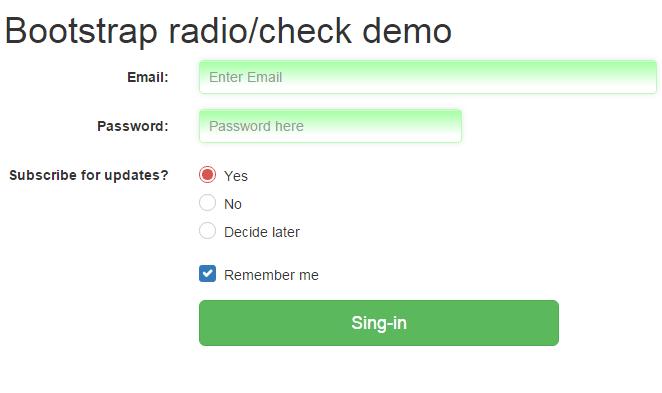 Bootstrap radio/check demo
Email: Enter Email
Password: Password here
Subscribe for updates? Yes
No
Decide later
Remember me
Sing-in